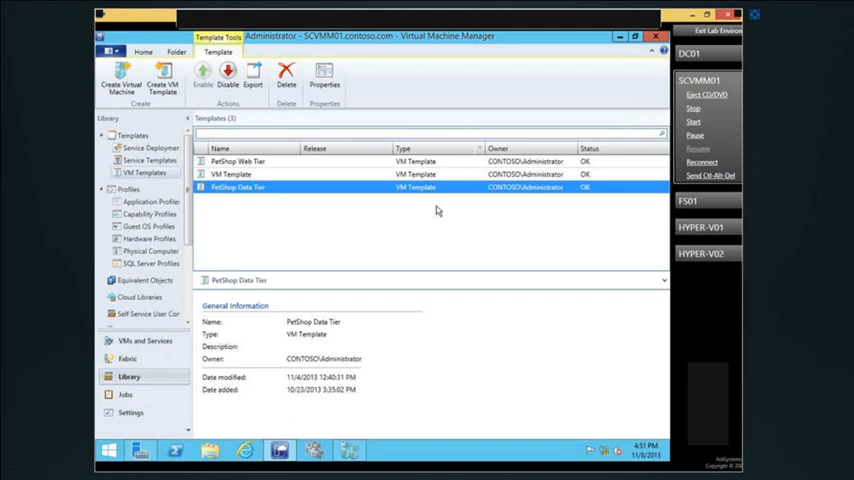 Template Tools
Administrator - SCVMM01.contoso.com - Virtual Machine Manager
Home
Folder
Template
Create Virtual Machine
Create VM Template
Enable
Disable
Export
Delete
Properties
Create
Actions
Delete
Properties
Library
Templates
Service Deploymer
Service Templates
VM Templates
Profiles
Application Profiles
Capability Profiles
Guest OS Profiles
Hardware Profiles
Physical Computer
SQL Server Profiles
Equivalent Objects
Cloud Libraries
Self Service User Cor
VMs and Services
Fabric
Library
Jobs
Settings
Templates (3)
Name Release Type Owner Status
PetShop Web Tier VM Template CONTOSO\Administrator OK
VM Template VM Template CONTOSO\Administrator OK
PetShop Data Tier VM Template CONTOSO\Administrator OK
PetShop Data Tier
General Information
Name: PetShop Data Tier
Type: VM Template
Description:
Owner: CONTOSO\Administrator
Date modified: 11/4/2013 12:40:31 PM
Date added: 10/23/2013 3:35:02 PM
4:51 PM
11/8/2013
Exit Lab Environ
DC01
SCVMM01
Eject CD/DVD
Stop
Start
Pause
Resume
Reconnect
Send Ctl-Alt-Del
FS01
HYPER-V01
HYPER-V02
Copyright © 20